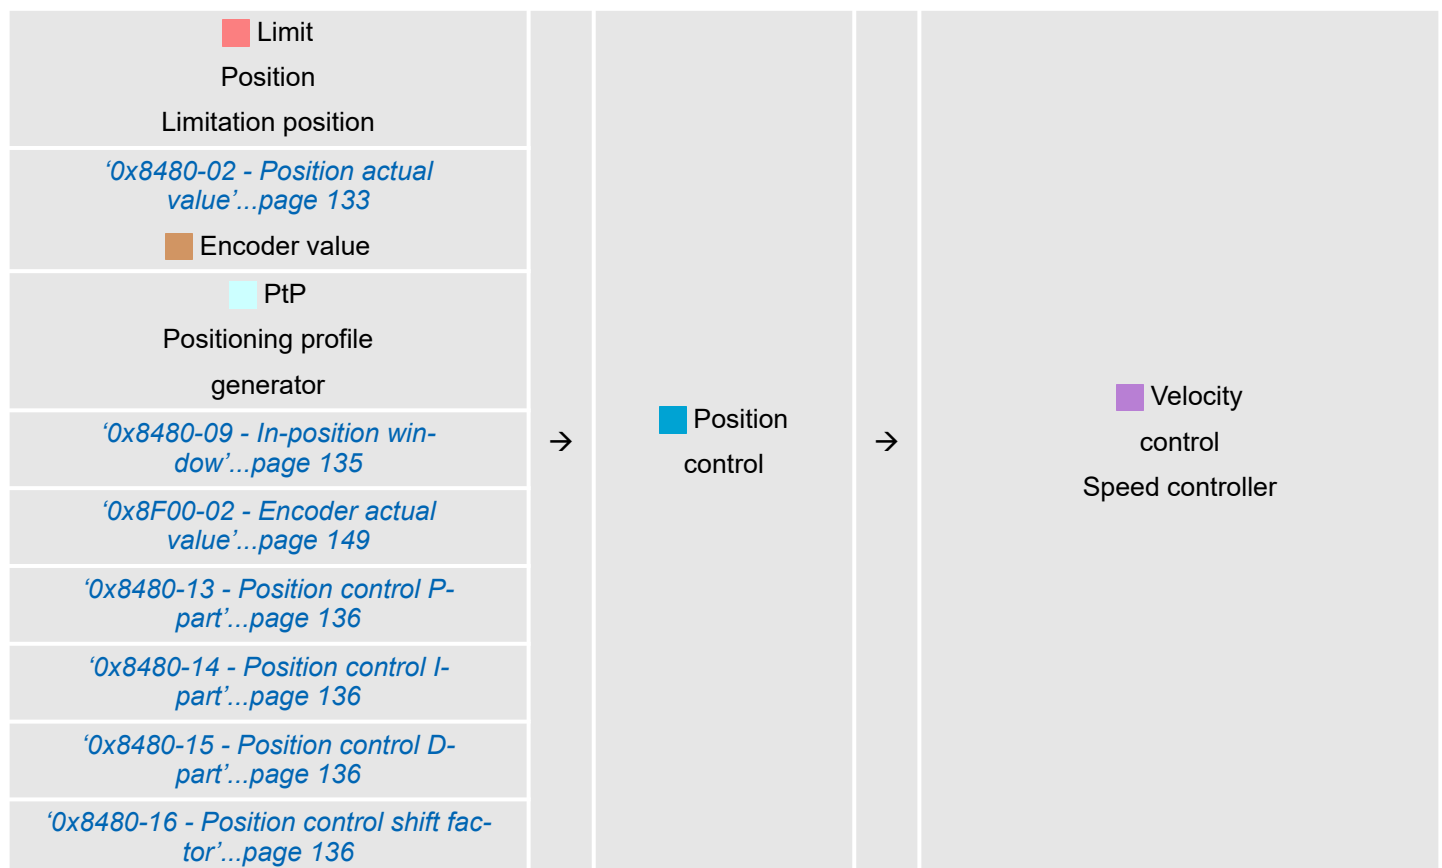 Limit
Position
Limitation position
‘0x8480-02 - Position actual
value’...page 133
Encoder value
PtP
Positioning profile
generator
‘0x8480-09 - In-position win-
dow’...page 135
‘0x8F00-02 - Encoder actual
value’...page 149
‘0x8480-13 - Position control P-
part’...page 136
‘0x8480-14 - Position control I-
part’...page 136
‘0x8480-15 - Position control D-
part’...page 136
‘0x8480-16 - Position control shift fac-
tor’...page 136
→
Position
control
→
Velocity
control
Speed controller